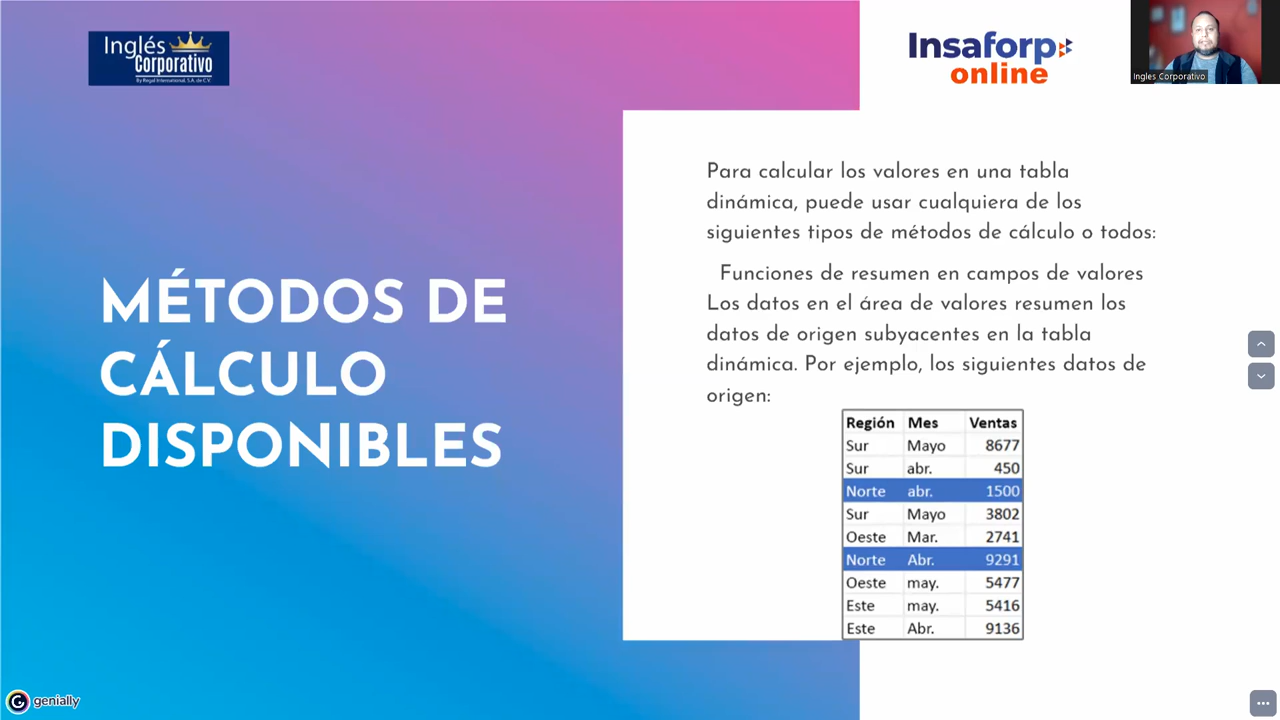 Inglés
Corporativo
By Regal International, S.A. de C.V.
Insaforp
online
Ingles Corporativo
MÉTODOS DE
CÁLCULO
DISPONIBLES
Para calcular los valores en una tabla
dinámica, puede usar cualquiera de los
siguientes tipos de métodos de cálculo o todos:
Funciones de resumen en campos de valores
Los datos en el área de valores resumen los
datos de origen subyacentes en la tabla
dinámica. Por ejemplo, los siguientes datos de
origen:
Región Mes Ventas
Sur Mayo 8677
Sur abr. 450
Norte abr. 1500
Sur Mayo 3802
Oeste Mar. 2741
Norte Abr. 9291
Oeste may. 5477
Este may. 5416
Este Abr. 9136
genially